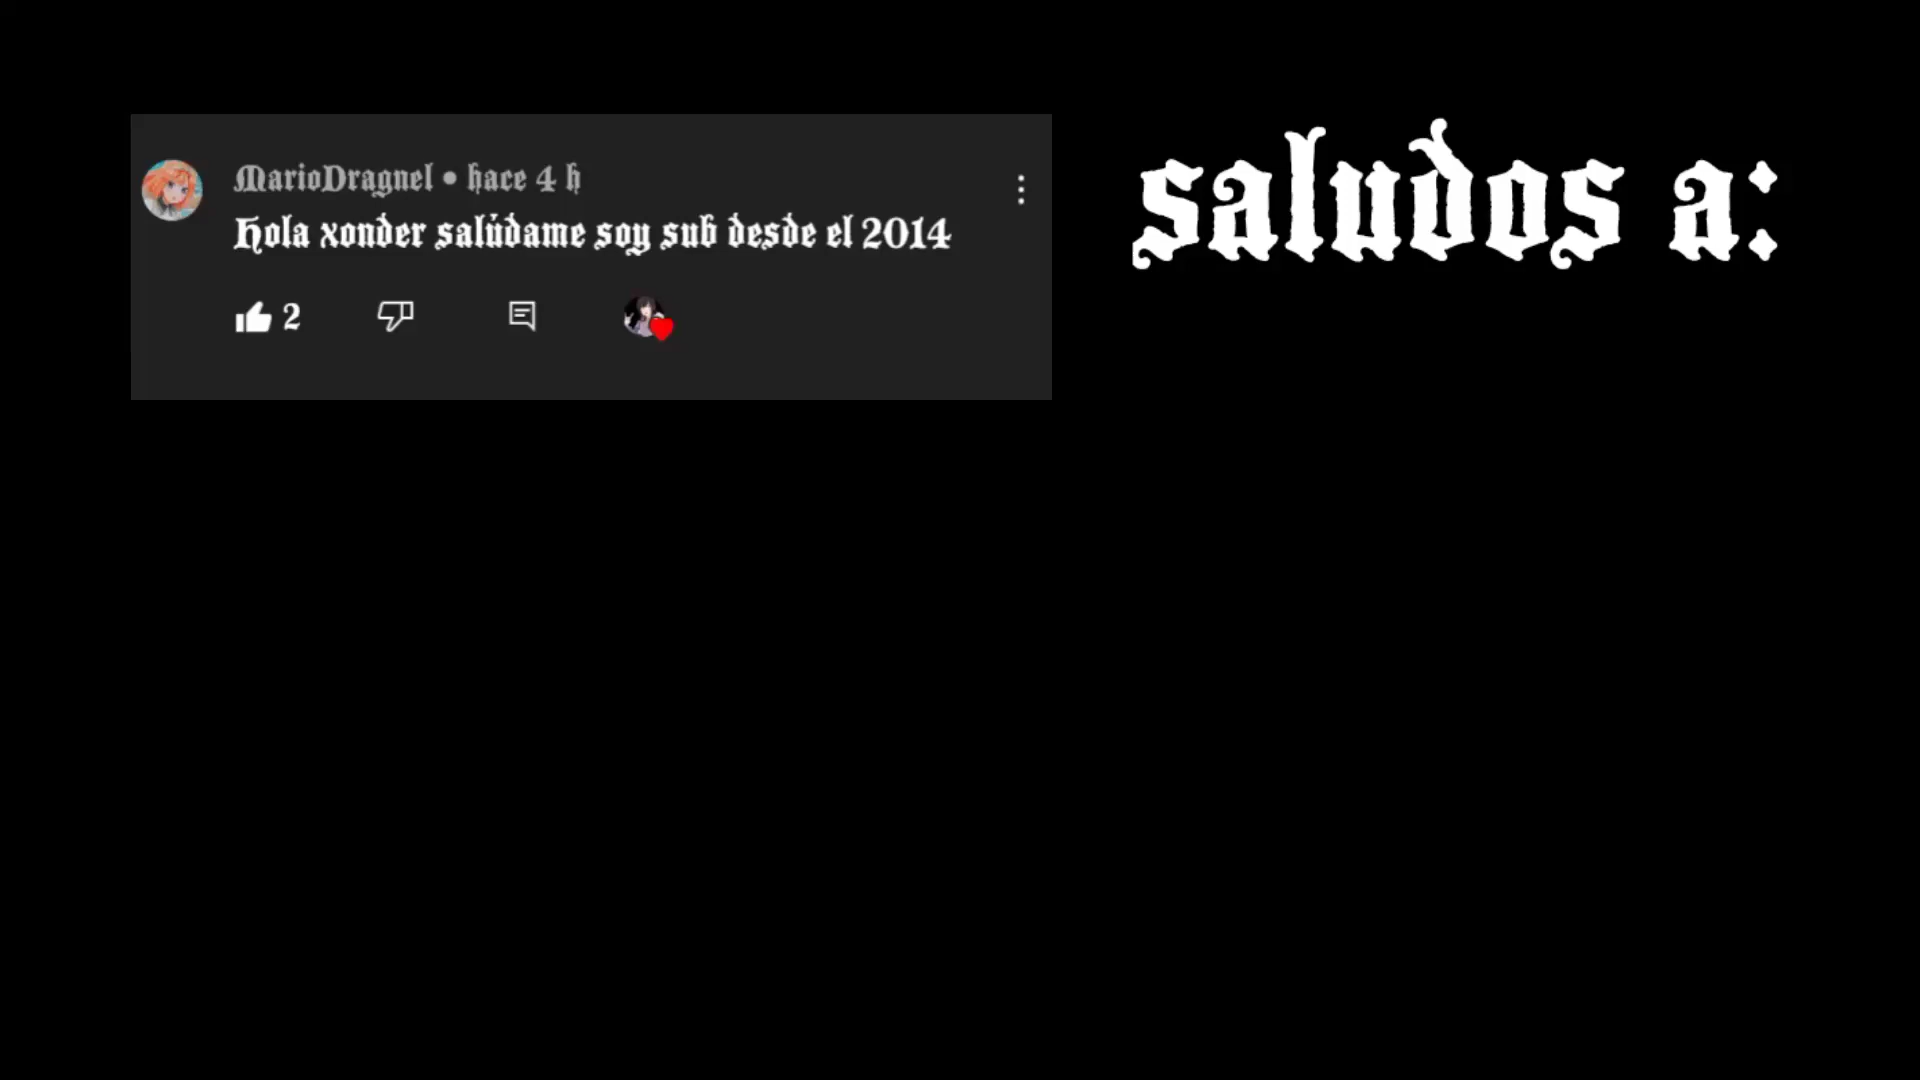 MarioDragnel • hace 4 h
Hola xonder salúdame soy sub desde el 2014
2
saludos a: